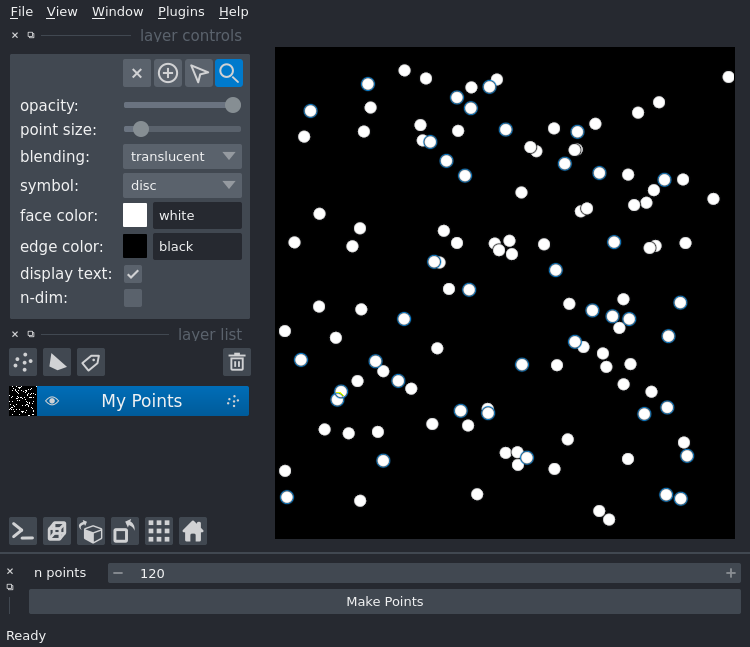 File View Window Plugins Help
layer controls
opacity:
point size:
blending: translucent
symbol: disc
face color: white
edge color: black
display text:
n-dim:
layer list
My Points
n points 120
Make Points
Ready